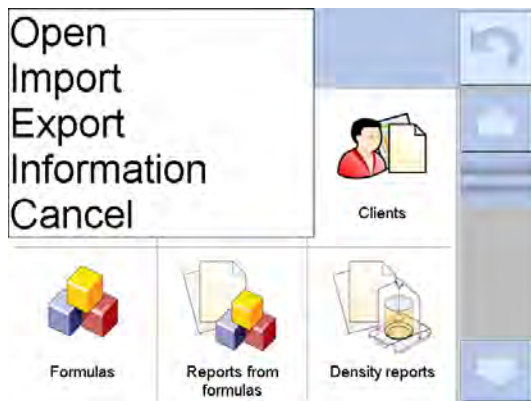 Open
Import
Export
Information
Cancel
Clients
Formulas
Reports from
formulas
Density reports